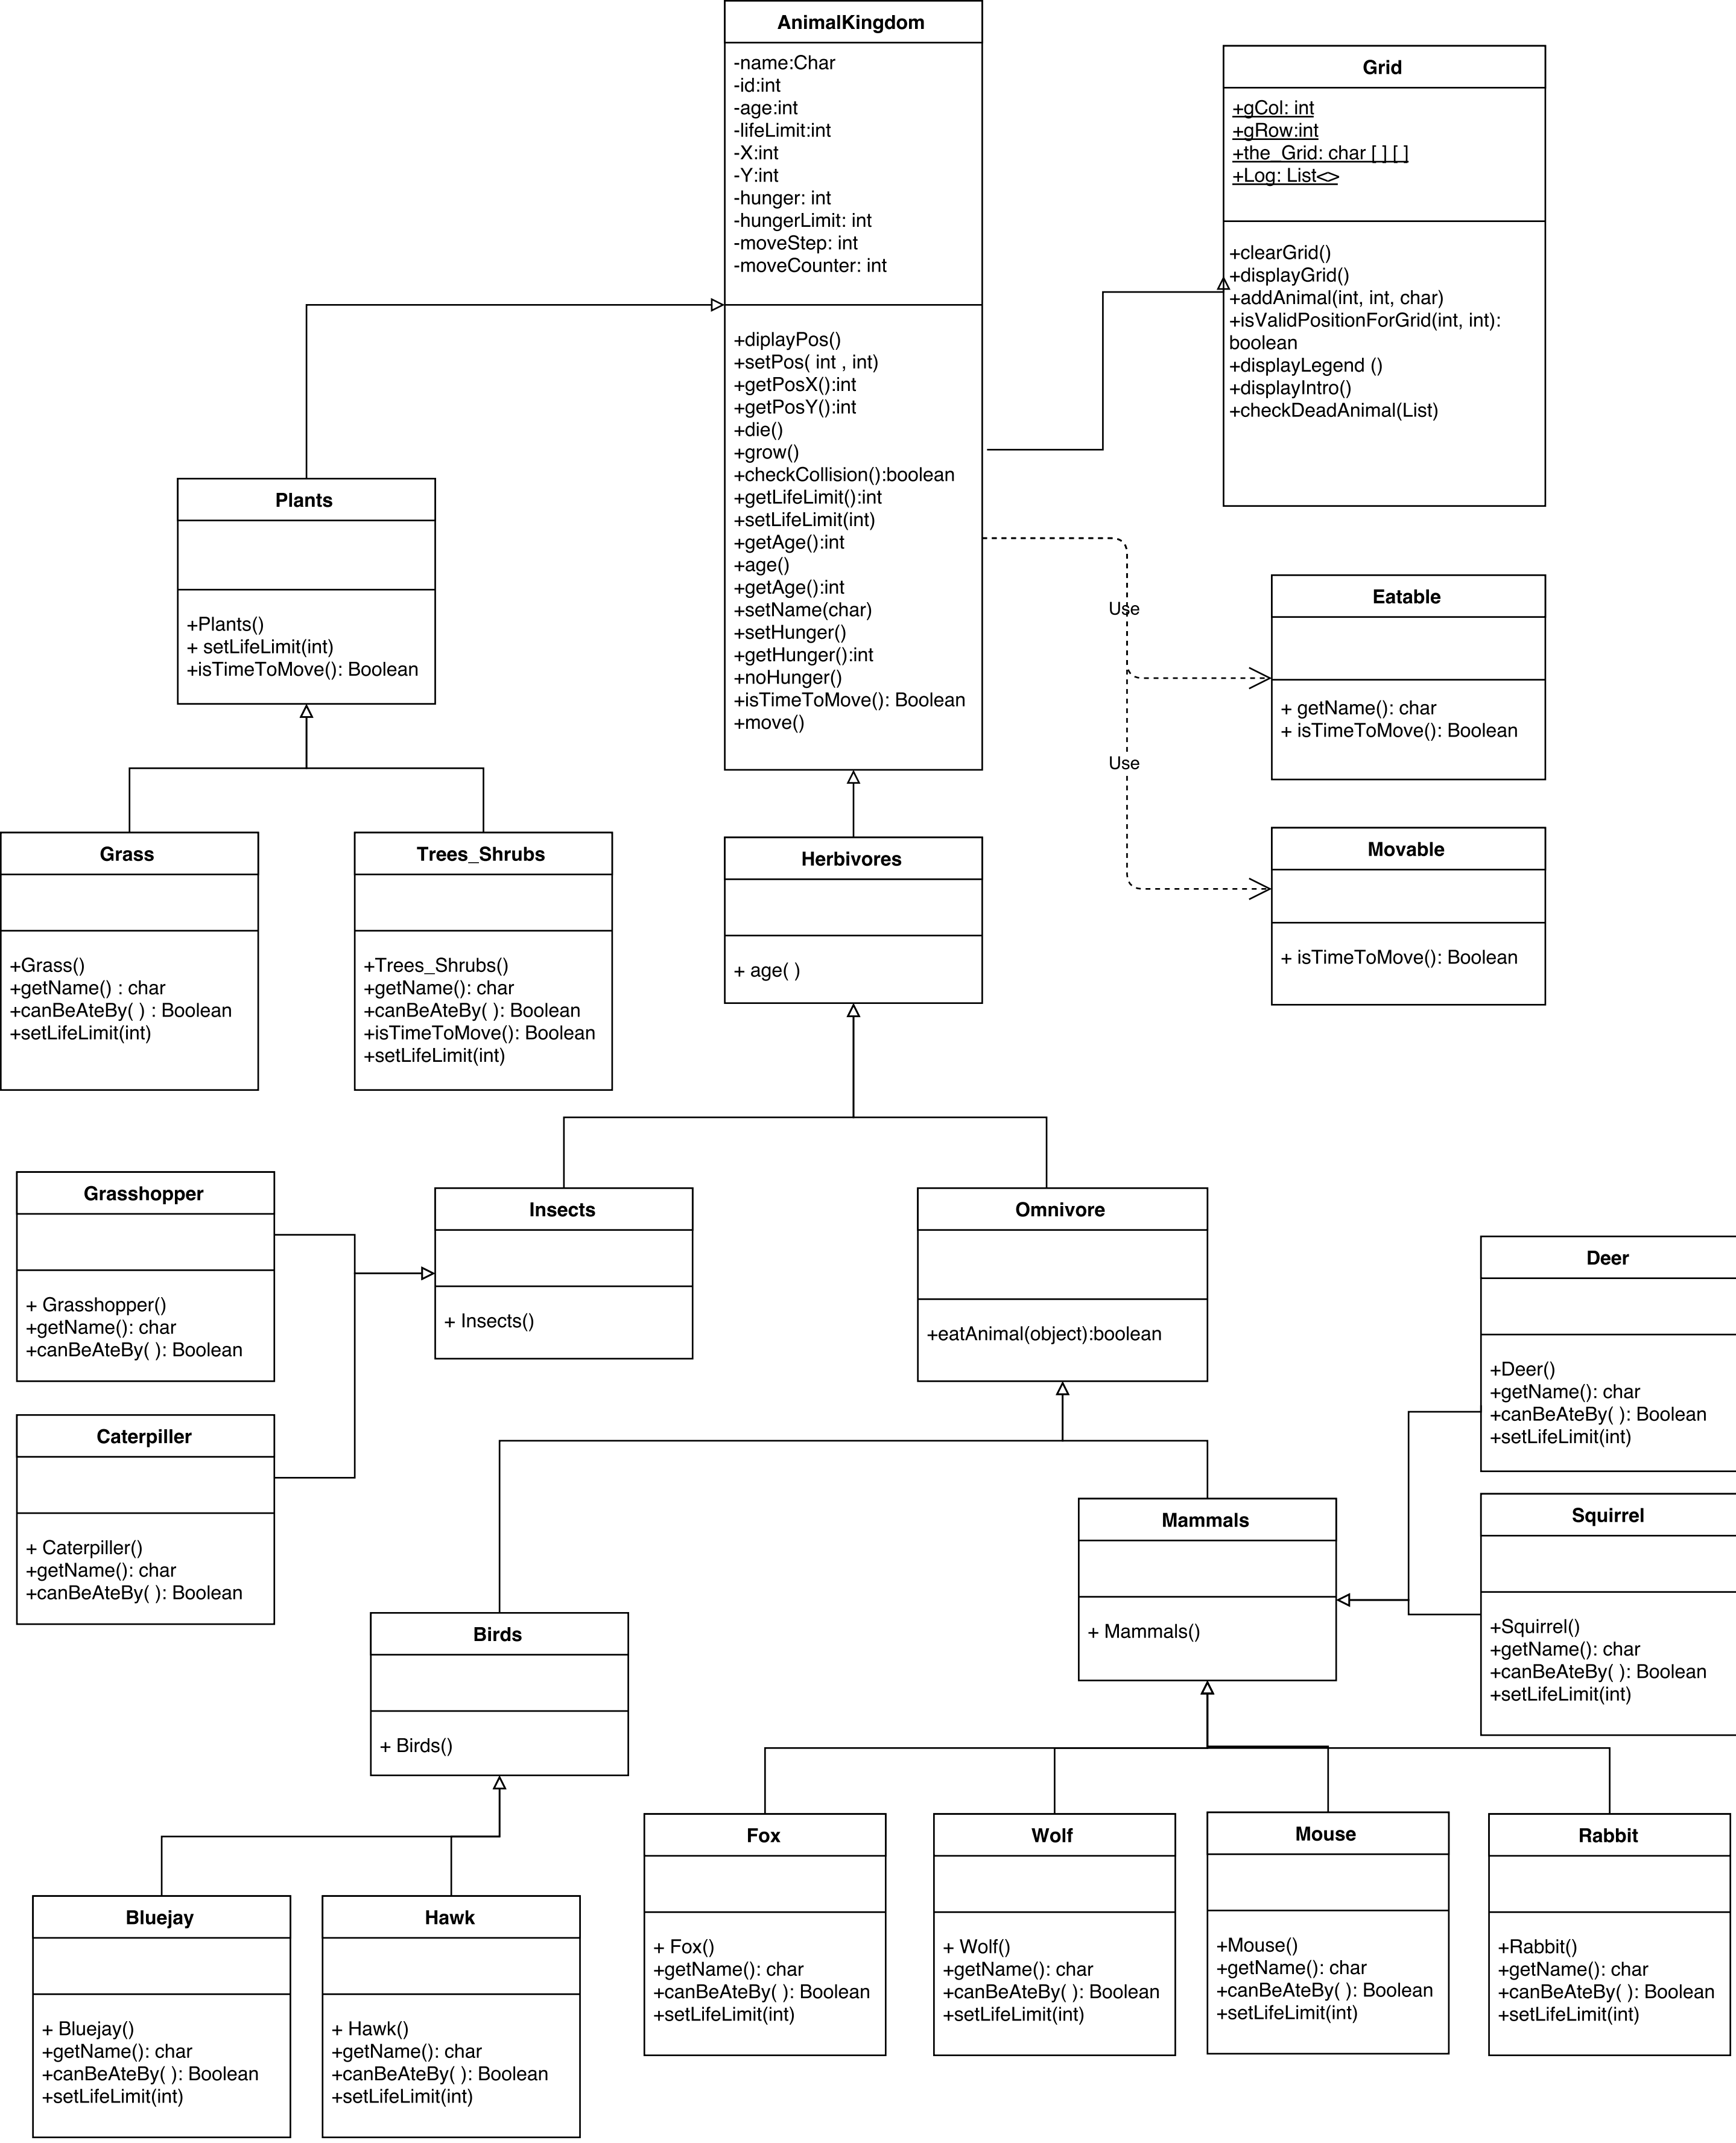 AnimalKingdom
-name:Char
-id:int
-age:int
-lifeLimit:int
-X:int
-Y:int
-hunger: int
-hungerLimit: int
-moveStep: int
-moveCounter: int
+diplayPos()
+setPos( int , int)
+getPosX():int
+getPosY():int
+die()
+grow()
+checkCollision():boolean
+getLifeLimit():int
+setLifeLimit(int)
+getAge():int
+age()
+getAge():int
+setName(char)
+setHunger()
+getHunger():int
+noHunger()
+isTimeToMove(): Boolean
+move()
Grid
+gCol: int
+gRow:int
+the_Grid: char [ ] [ ]
+Log: List<>
+clearGrid()
+displayGrid()
+addAnimal(int, int, char)
+isValidPositionForGrid(int, int):
boolean
+displayLegend ()
+displayIntro()
+checkDeadAnimal(List)
Plants
+Plants()
+ setLifeLimit(int)
+isTimeToMove(): Boolean
Use
Use
Eatable
+ getName(): char
+ isTimeToMove(): Boolean
Movable
+ isTimeToMove(): Boolean
Grass
+Grass()
+getName() : char
+canBeAteBy( ) : Boolean
+setLifeLimit(int)
Trees_Shrubs
+Trees_Shrubs()
+getName(): char
+canBeAteBy( ): Boolean
+isTimeToMove(): Boolean
+setLifeLimit(int)
Herbivores
+ age( )
Grasshopper
+ Grasshopper()
+getName(): char
+canBeAteBy( ): Boolean
Insects
+ Insects()
Omnivore
+eatAnimal(object):boolean
Deer
+Deer()
+getName(): char
+canBeAteBy( ): Boolean
+setLifeLimit(int)
Caterpiller
+ Caterpiller()
+getName(): char
+canBeAteBy( ): Boolean
Mammals
+ Mammals()
Squirrel
+Squirrel()
+getName(): char
+canBeAteBy( ): Boolean
+setLifeLimit(int)
Birds
+ Birds()
Fox
+ Fox()
+getName(): char
+canBeAteBy( ): Boolean
+setLifeLimit(int)
Wolf
+ Wolf()
+getName(): char
+canBeAteBy( ): Boolean
+setLifeLimit(int)
Mouse
+Mouse()
+getName(): char
+canBeAteBy( ): Boolean
+setLifeLimit(int)
Rabbit
+Rabbit()
+getName(): char
+canBeAteBy( ): Boolean
+setLifeLimit(int)
Bluejay
+ Bluejay()
+getName(): char
+canBeAteBy( ): Boolean
+setLifeLimit(int)
Hawk
+ Hawk()
+getName(): char
+canBeAteBy( ): Boolean
+setLifeLimit(int)